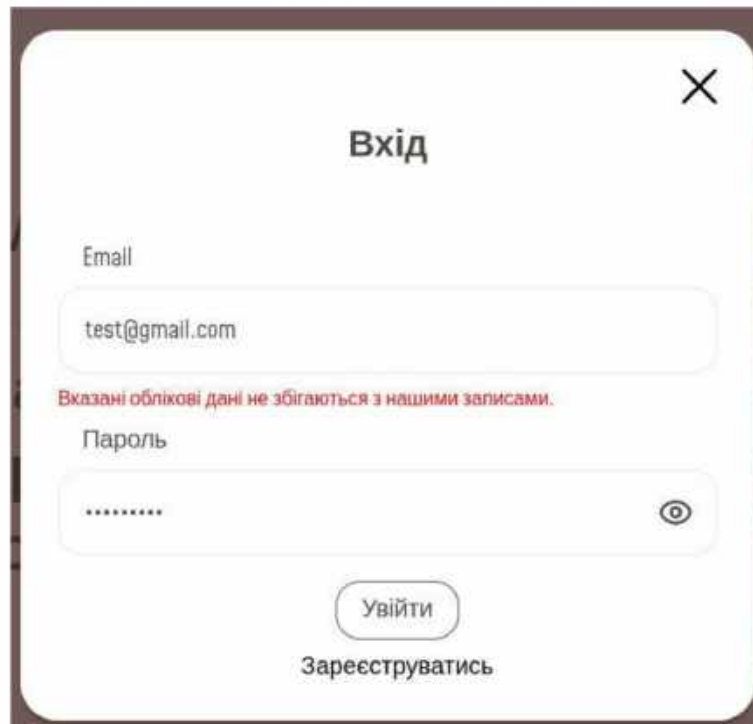 Вхід
Email
test@gmail.com
Вказані облікові дані не збігаються з нашими записами.
Пароль
•••••••••
Увійти
Зареєструватись